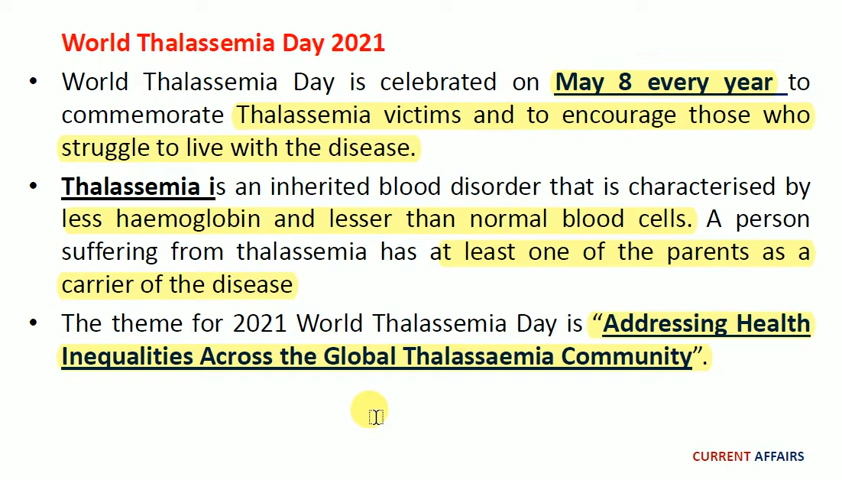 World Thalassemia Day 2021
• World Thalassemia Day is celebrated on May 8 every year to
commemorate Thalassemia victims and to encourage those who
struggle to live with the disease.
• Thalassemia is an inherited blood disorder that is characterised by
less haemoglobin and lesser than normal blood cells. A person
suffering from thalassemia has at least one of the parents as a
carrier of the disease
• The theme for 2021 World Thalassemia Day is “Addressing Health
Inequalities Across the Global Thalassaemia Community”.
CURRENT AFFAIRS